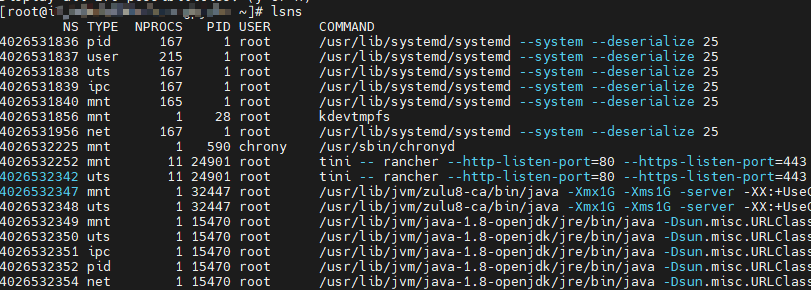 [root@i ~]# lsns
NS TYPE NPROCS PID USER COMMAND
4026531836 pid 167 1 root /usr/lib/systemd/systemd --system --deserialize 25
4026531837 user 215 1 root /usr/lib/systemd/systemd --system --deserialize 25
4026531838 uts 167 1 root /usr/lib/systemd/systemd --system --deserialize 25
4026531839 ipc 167 1 root /usr/lib/systemd/systemd --system --deserialize 25
4026531840 mnt 165 1 root /usr/lib/systemd/systemd --system --deserialize 25
4026531856 mnt 1 28 root kdevtmpfs
4026531956 net 167 1 root /usr/lib/systemd/systemd --system --deserialize 25
4026532225 mnt 1 590 chrony /usr/sbin/chronyd
4026532252 mnt 11 24901 root tini -- rancher --http-listen-port=80 --https-listen-port=443
4026532342 uts 11 24901 root tini -- rancher --http-listen-port=80 --https-listen-port=443
4026532347 mnt 1 32447 root /usr/lib/jvm/zulu8-ca/bin/java -Xmx1G -Xms1G -server -XX:+UseG
4026532348 uts 1 32447 root /usr/lib/jvm/zulu8-ca/bin/java -Xmx1G -Xms1G -server -XX:+UseG
4026532349 mnt 1 15470 root /usr/lib/jvm/java-1.8-openjdk/jre/bin/java -Dsun.misc.URLClass
4026532350 uts 1 15470 root /usr/lib/jvm/java-1.8-openjdk/jre/bin/java -Dsun.misc.URLClass
4026532351 ipc 1 15470 root /usr/lib/jvm/java-1.8-openjdk/jre/bin/java -Dsun.misc.URLClass
4026532352 pid 1 15470 root /usr/lib/jvm/java-1.8-openjdk/jre/bin/java -Dsun.misc.URLClass
4026532354 net 1 15470 root /usr/lib/jvm/java-1.8-openjdk/jre/bin/java -Dsun.misc.URLClass